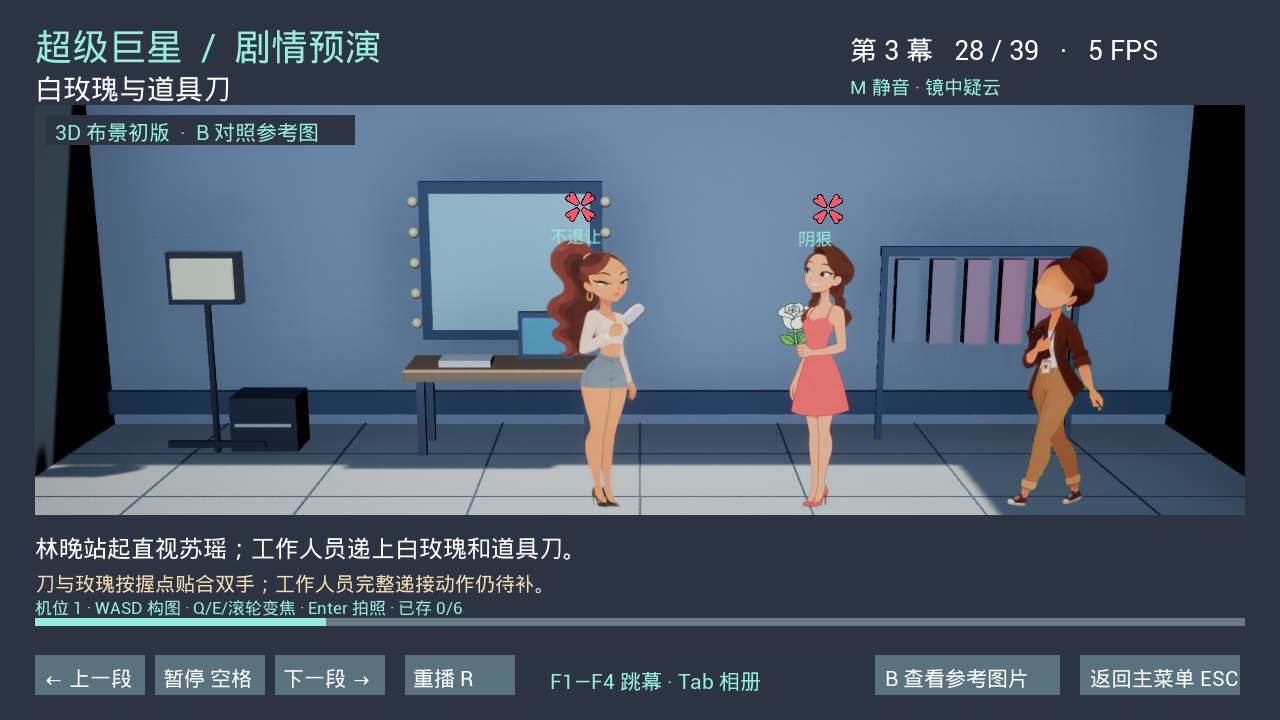 超级巨星 / 剧情预演
第 3 幕 28 / 39 · 5 FPS
白玫瑰与道具刀
M 静音 · 镜中疑云
3D 布景初版 · B 对照参考图
不退让
阴狠
林晚站起直视苏瑶；工作人员递上白玫瑰和道具刀。
刀与玫瑰按握点贴合双手；工作人员完整递接动作仍待补。
机位 1 · WASD 构图 · Q/E/滚轮变焦 · Enter 拍照 · 已存 0/6
← 上一段
暂停 空格
下一段 →
重播 R
F1—F4 跳幕 · Tab 相册
B 查看参考图片
返回主菜单 ESC